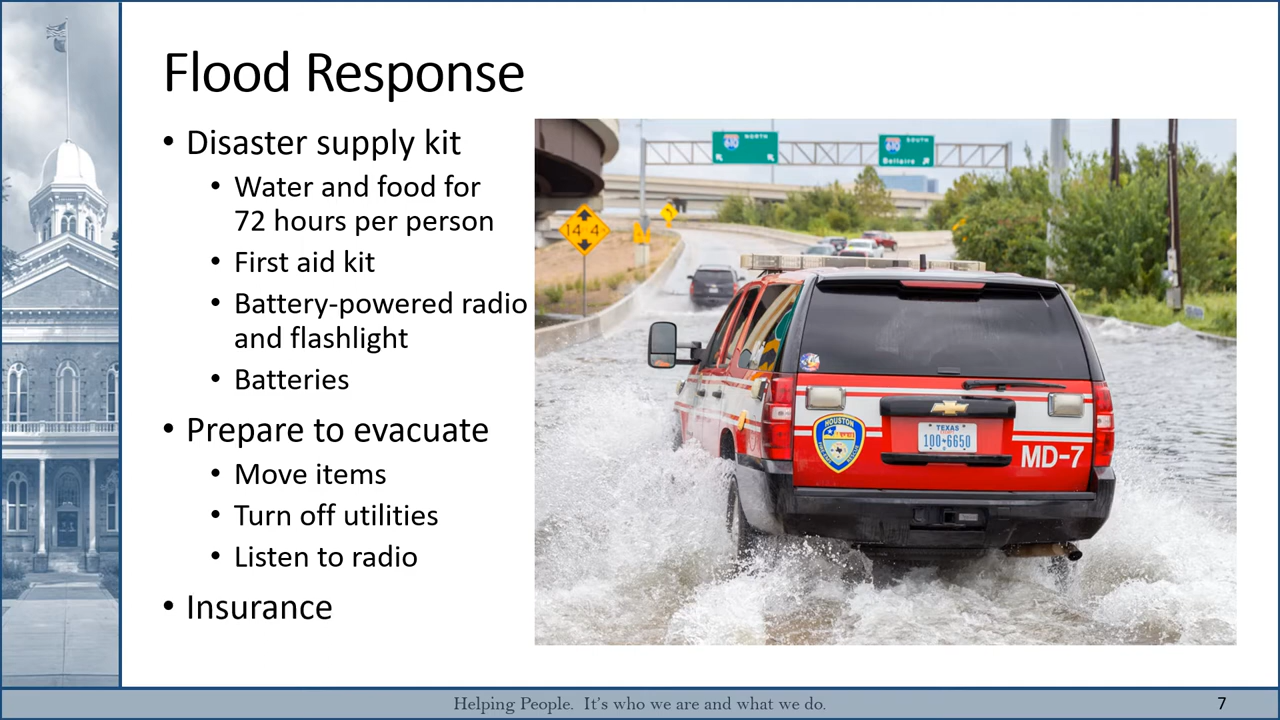 Flood Response
• Disaster supply kit
• Water and food for
72 hours per person
• First aid kit
• Battery-powered radio
and flashlight
• Batteries
• Prepare to evacuate
• Move items
• Turn off utilities
• Listen to radio
• Insurance
NORTH
610
SOUTH
610
Bellaire
14 4
HOUSTON
TEXAS
100 6650
MD-7
Helping People. It's who we are and what we do.
7